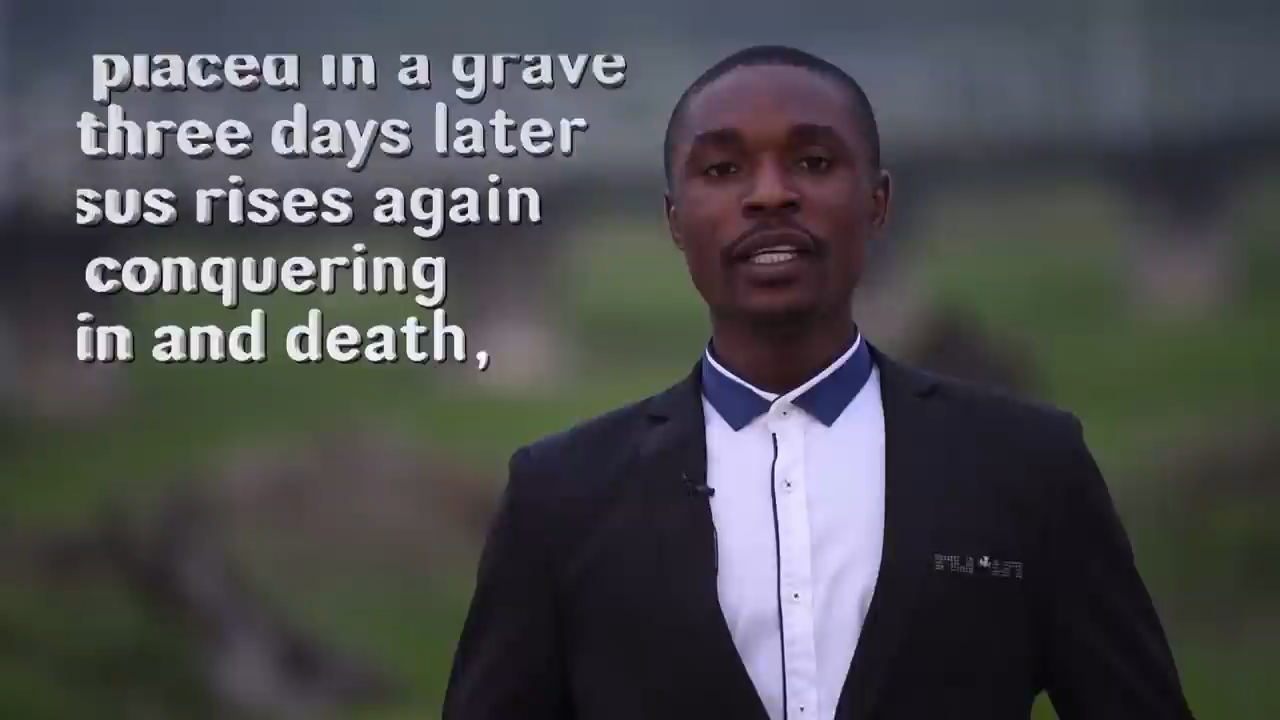 placed in a grave
three days later
sus rises again
conquering
in and death,